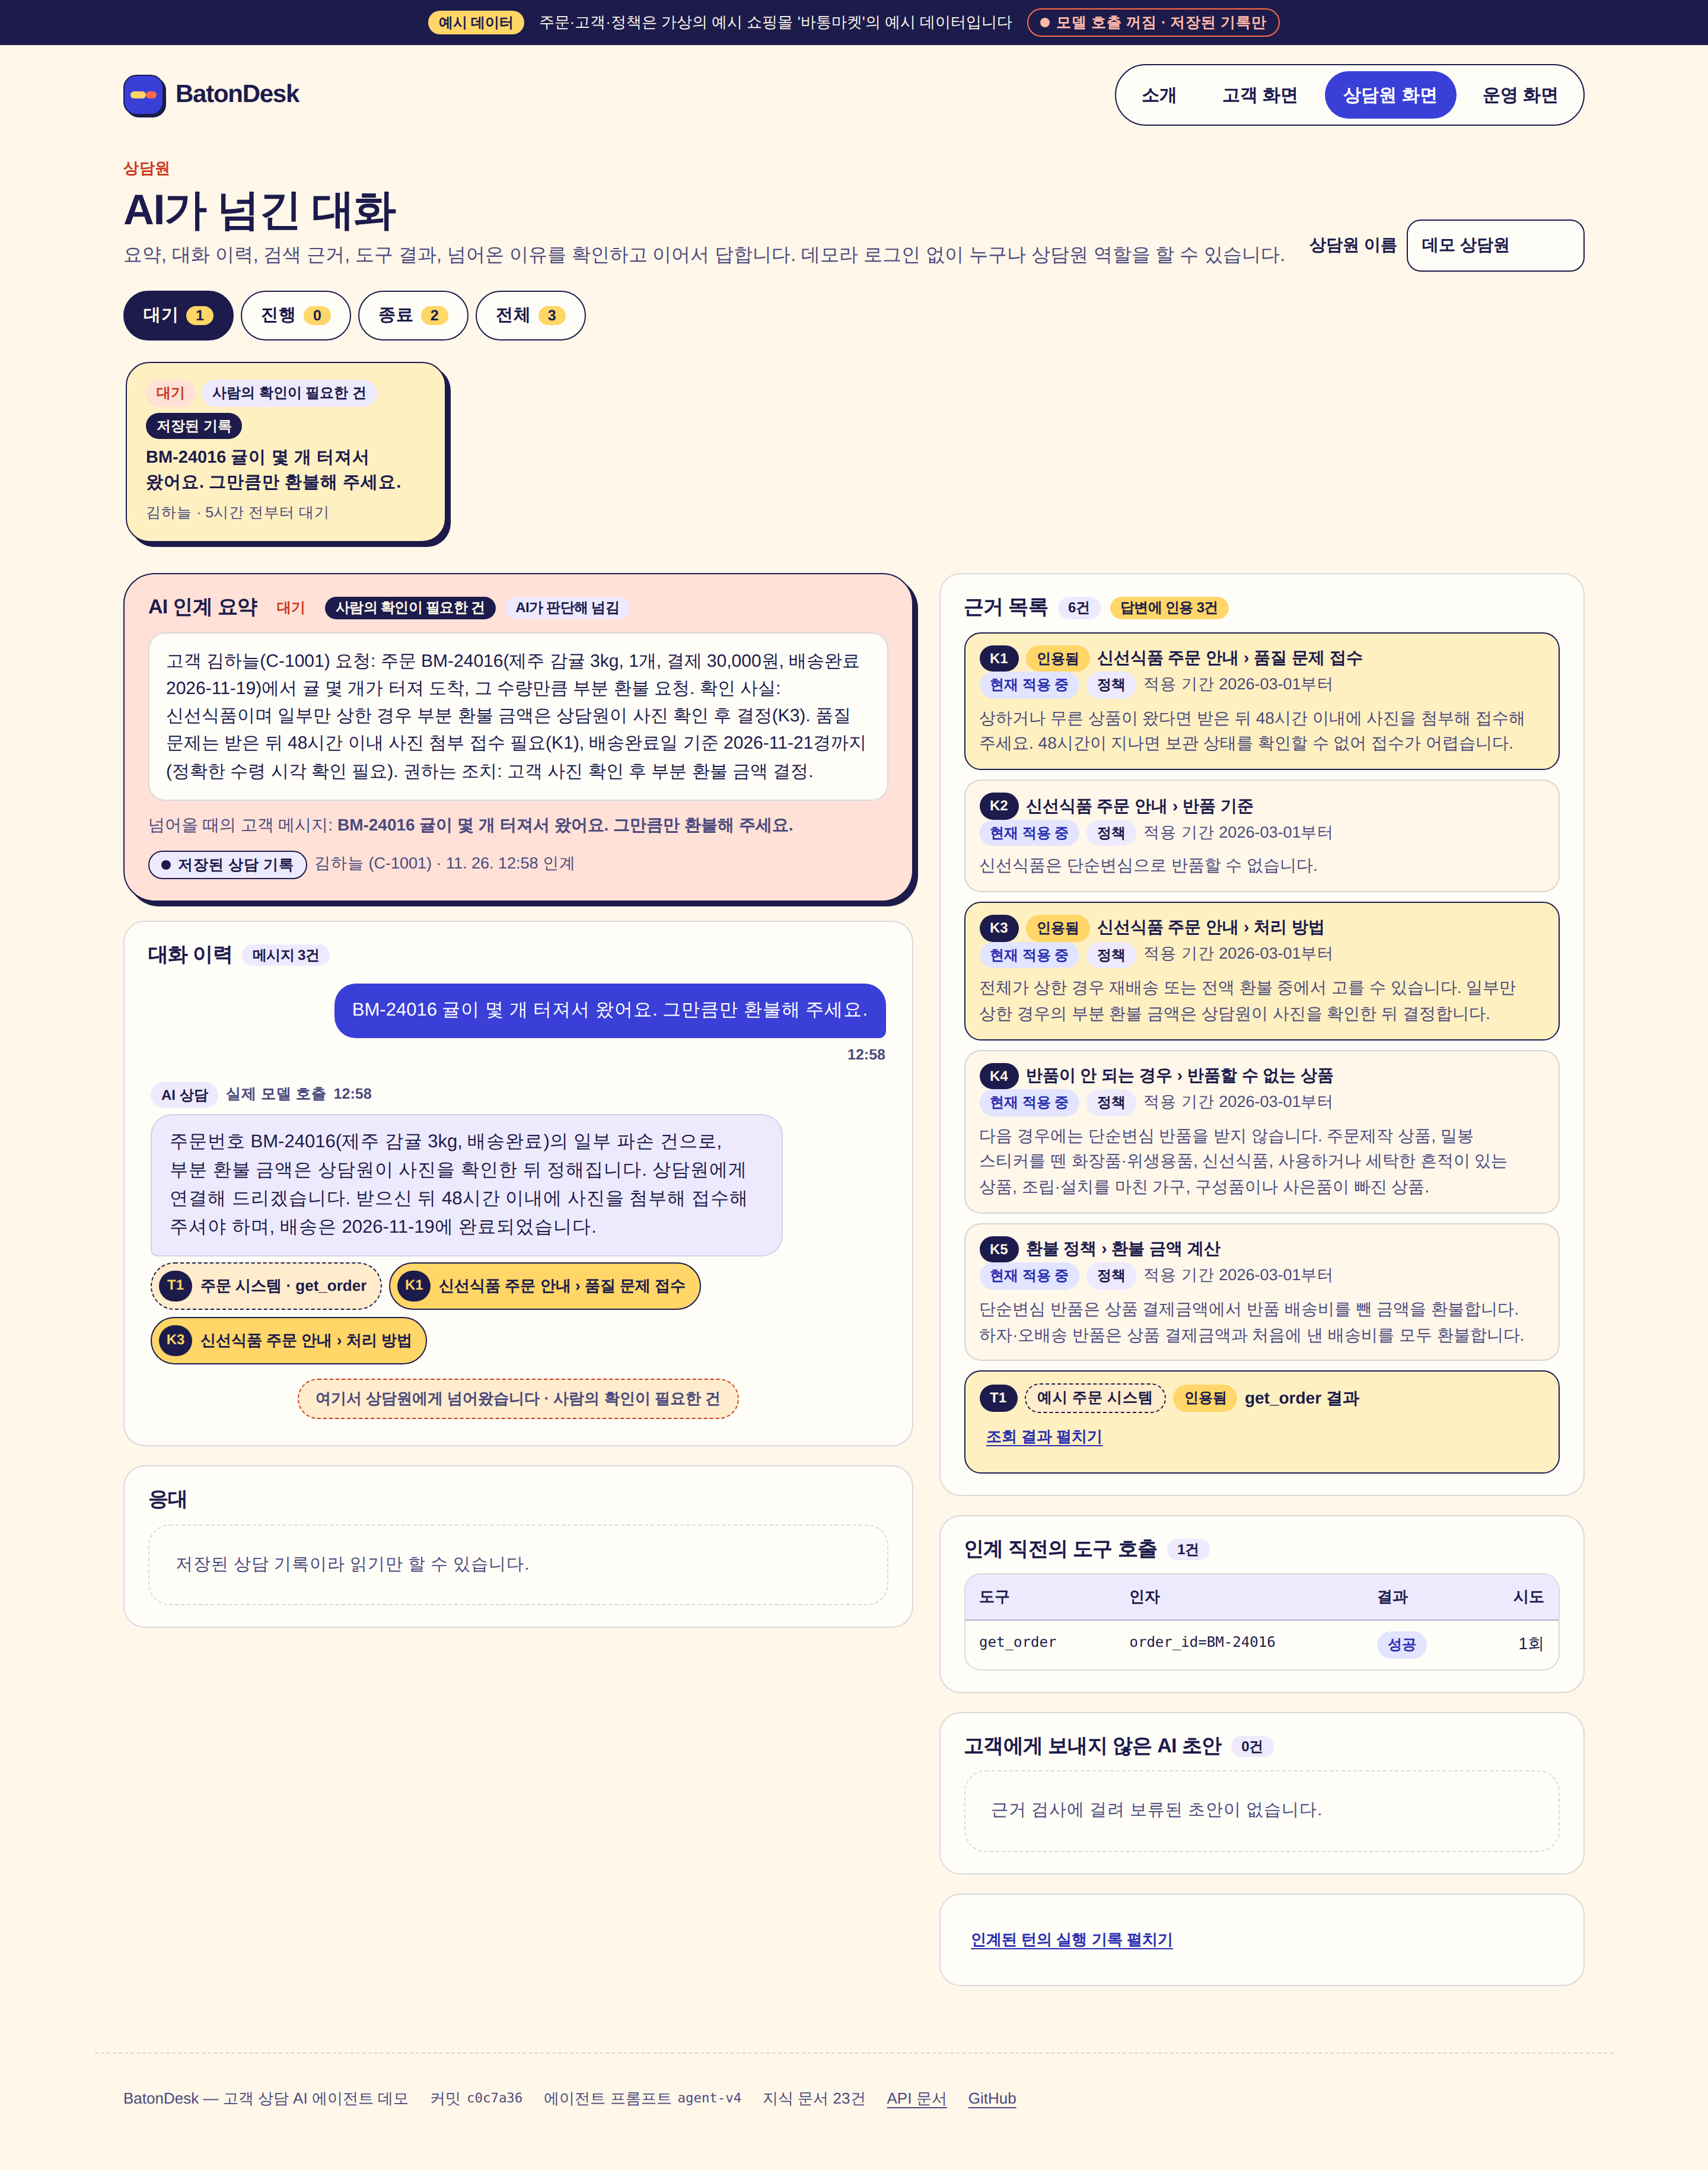 예시 데이터 주문·고객·정책은 가상의 예시 쇼핑몰 '바통마켓'의 예시 데이터입니다 모델 호출 꺼짐 · 저장된 기록만
BatonDesk
소개 고객 화면 상담원 화면 운영 화면
상담원
AI가 넘긴 대화
요약, 대화 이력, 검색 근거, 도구 결과, 넘어온 이유를 확인하고 이어서 답합니다. 데모라 로그인 없이 누구나 상담원 역할을 할 수 있습니다.
상담원 이름 데모 상담원
대기 1 진행 0 종료 2 전체 3
대기 사람의 확인이 필요한 건
저장된 기록
BM-24016 귤이 몇 개 터져서
왔어요. 그만큼만 환불해 주세요.
김하늘 · 5시간 전부터 대기
AI 인계 요약 대기 사람의 확인이 필요한 건 AI가 판단해 넘김
고객 김하늘(C-1001) 요청: 주문 BM-24016(제주 감귤 3kg, 1개, 결제 30,000원, 배송완료
2026-11-19)에서 귤 몇 개가 터져 도착, 그 수량만큼 부분 환불 요청. 확인 사실:
신선식품이며 일부만 상한 경우 부분 환불 금액은 상담원이 사진 확인 후 결정(K3). 품질
문제는 받은 뒤 48시간 이내 사진 첨부 접수 필요(K1), 배송완료일 기준 2026-11-21경까지
(정확한 수령 시각 확인 필요). 권하는 조치: 고객 사진 확인 후 부분 환불 금액 결정.
넘어올 때의 고객 메시지: BM-24016 귤이 몇 개 터져서 왔어요. 그만큼만 환불해 주세요.
저장된 상담 기록 김하늘 (C-1001) · 11. 26. 12:58 인계
대화 이력 메시지 3건
BM-24016 귤이 몇 개 터져서 왔어요. 그만큼만 환불해 주세요.
12:58
AI 상담 실제 모델 호출 12:58
주문번호 BM-24016(제주 감귤 3kg, 배송완료)의 일부 파손 건으로,
부분 환불 금액은 상담원이 사진을 확인한 뒤 정해집니다. 상담원에게
연결해 드리겠습니다. 받으신 뒤 48시간 이내에 사진을 첨부해 접수해
주셔야 하며, 배송은 2026-11-19에 완료되었습니다.
T1 주문 시스템 · get_order K1 신선식품 주문 안내 › 품질 문제 접수
K3 신선식품 주문 안내 › 처리 방법
여기서 상담원에게 넘어왔습니다 · 사람의 확인이 필요한 건
응대
저장된 상담 기록이라 읽기만 할 수 있습니다.
근거 목록 6건 답변에 인용 3건
K1 인용됨 신선식품 주문 안내 › 품질 문제 접수
현재 적용 중 정책 적용 기간 2026-03-01부터
상하거나 무른 상품이 왔다면 받은 뒤 48시간 이내에 사진을 첨부해 접수해
주세요. 48시간이 지나면 보관 상태를 확인할 수 없어 접수가 어렵습니다.
K2 신선식품 주문 안내 › 반품 기준
현재 적용 중 정책 적용 기간 2026-03-01부터
신선식품은 단순변심으로 반품할 수 없습니다.
K3 인용됨 신선식품 주문 안내 › 처리 방법
현재 적용 중 정책 적용 기간 2026-03-01부터
전체가 상한 경우 재배송 또는 전액 환불 중에서 고를 수 있습니다. 일부만
상한 경우의 부분 환불 금액은 상담원이 사진을 확인한 뒤 결정합니다.
K4 반품이 안 되는 경우 › 반품할 수 없는 상품
현재 적용 중 정책 적용 기간 2026-03-01부터
다음 경우에는 단순변심 반품을 받지 않습니다. 주문제작 상품, 밀봉
스티커를 뗀 화장품·위생용품, 신선식품, 사용하거나 세탁한 흔적이 있는
상품, 조립·설치를 마친 가구, 구성품이나 사은품이 빠진 상품.
K5 환불 정책 › 환불 금액 계산
현재 적용 중 정책 적용 기간 2026-03-01부터
단순변심 반품은 상품 결제금액에서 반품 배송비를 뺀 금액을 환불합니다.
하자·오배송 반품은 상품 결제금액과 처음에 낸 배송비를 모두 환불합니다.
T1 예시 주문 시스템 인용됨 get_order 결과
조회 결과 펼치기
인계 직전의 도구 호출 1건
도구 인자 결과 시도
get_order order_id=BM-24016 성공 1회
고객에게 보내지 않은 AI 초안 0건
근거 검사에 걸려 보류된 초안이 없습니다.
인계된 턴의 실행 기록 펼치기
BatonDesk — 고객 상담 AI 에이전트 데모 커밋 c0c7a36 에이전트 프롬프트 agent-v4 지식 문서 23건 API 문서 GitHub